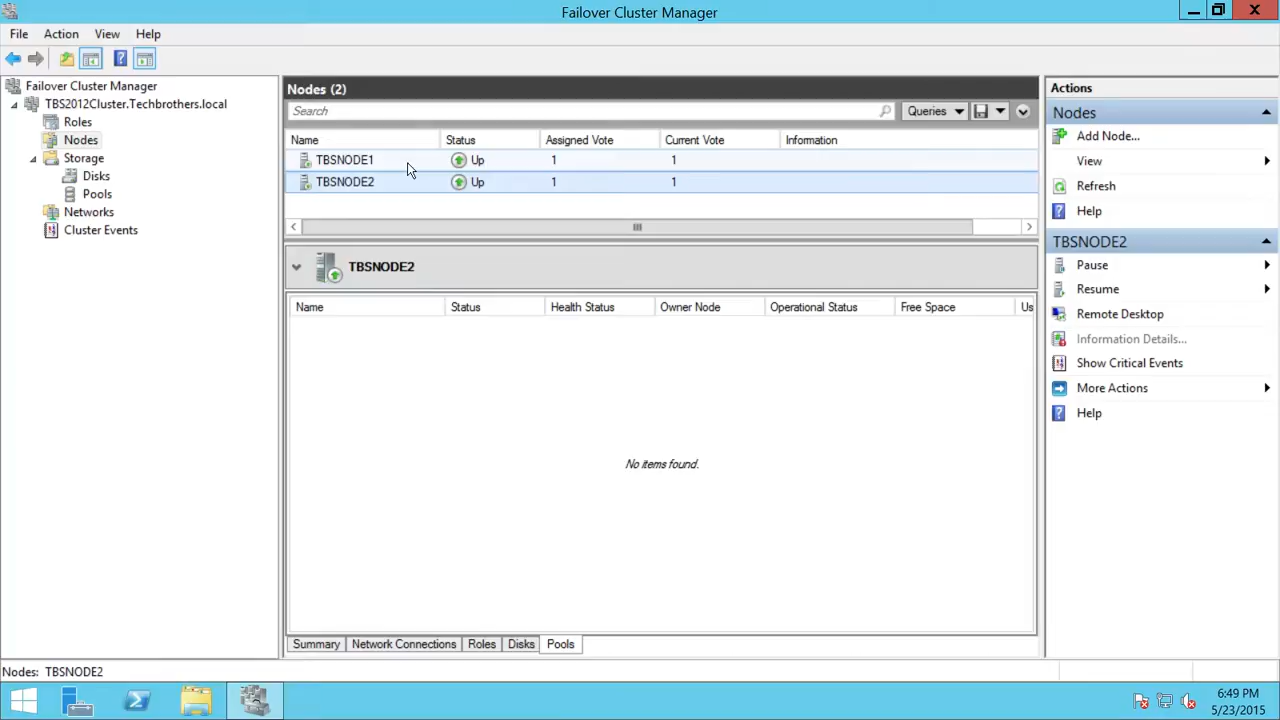 Failover Cluster Manager
File Action View Help
Failover Cluster Manager
TBS2012Cluster.Techbrothers.local
Roles
Nodes
Storage
Disks
Pools
Networks
Cluster Events
Nodes (2)
Search
Queries
Name Status Assigned Vote Current Vote Information
TBSNODE1 Up 1 1
TBSNODE2 Up 1 1
TBSNODE2
Name Status Health Status Owner Node Operational Status Free Space Us
No items found.
Summary Network Connections Roles Disks Pools
Actions
Nodes
Add Node...
View
Refresh
Help
TBSNODE2
Pause
Resume
Remote Desktop
Information Details...
Show Critical Events
More Actions
Help
Nodes: TBSNODE2
6:49 PM
5/23/2015